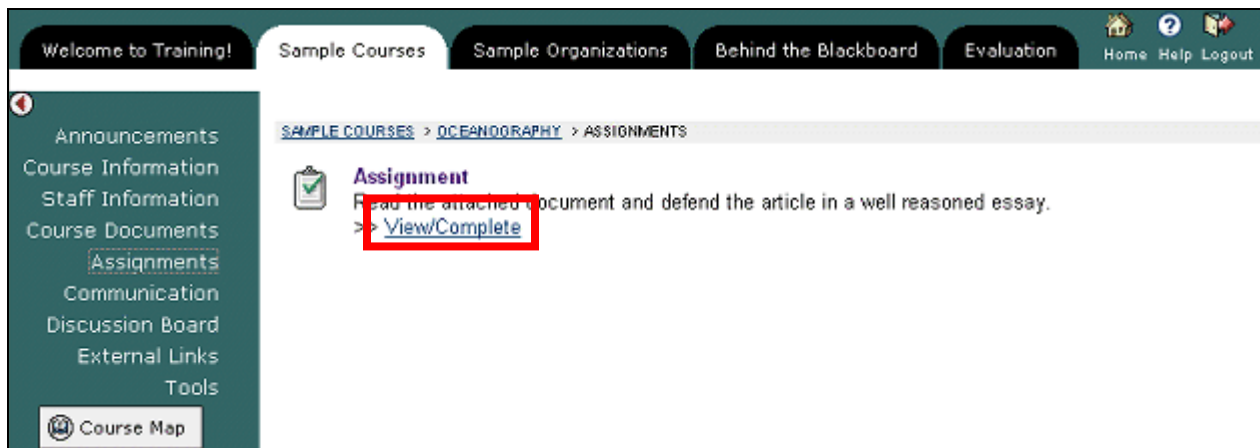 Welcome to Training! Sample Courses Sample Organizations Behind the Blackboard Evaluation Home Help Logout
Announcements
Course Information
Staff Information
Course Documents
Assignments
Communication
Discussion Board
External Links
Tools
Course Map
SAMPLE COURSES > OCEANOGRAPHY > ASSIGNMENTS
Assignment
Read the attached document and defend the article in a well reasoned essay.
>> View/Complete